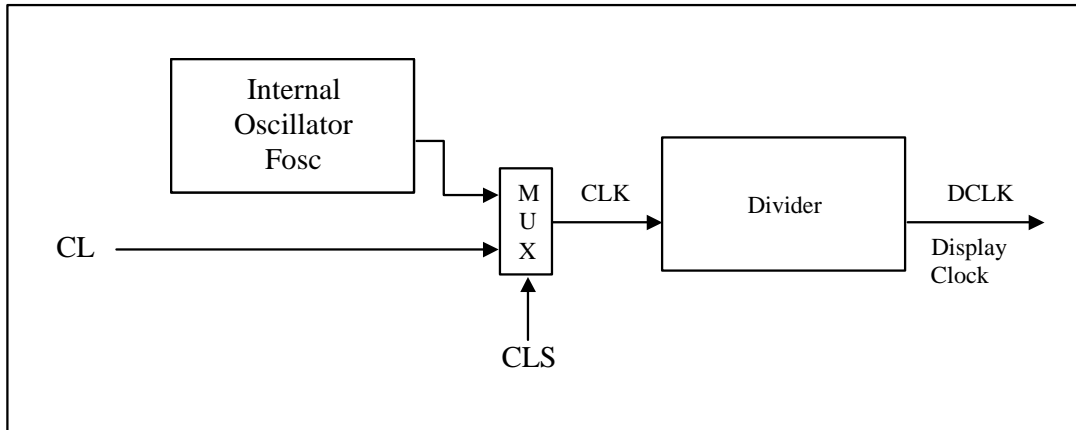 Internal
Oscillator
Fosc
M
U
X
CLK
Divider
DCLK
CL
Display
Clock
CLS